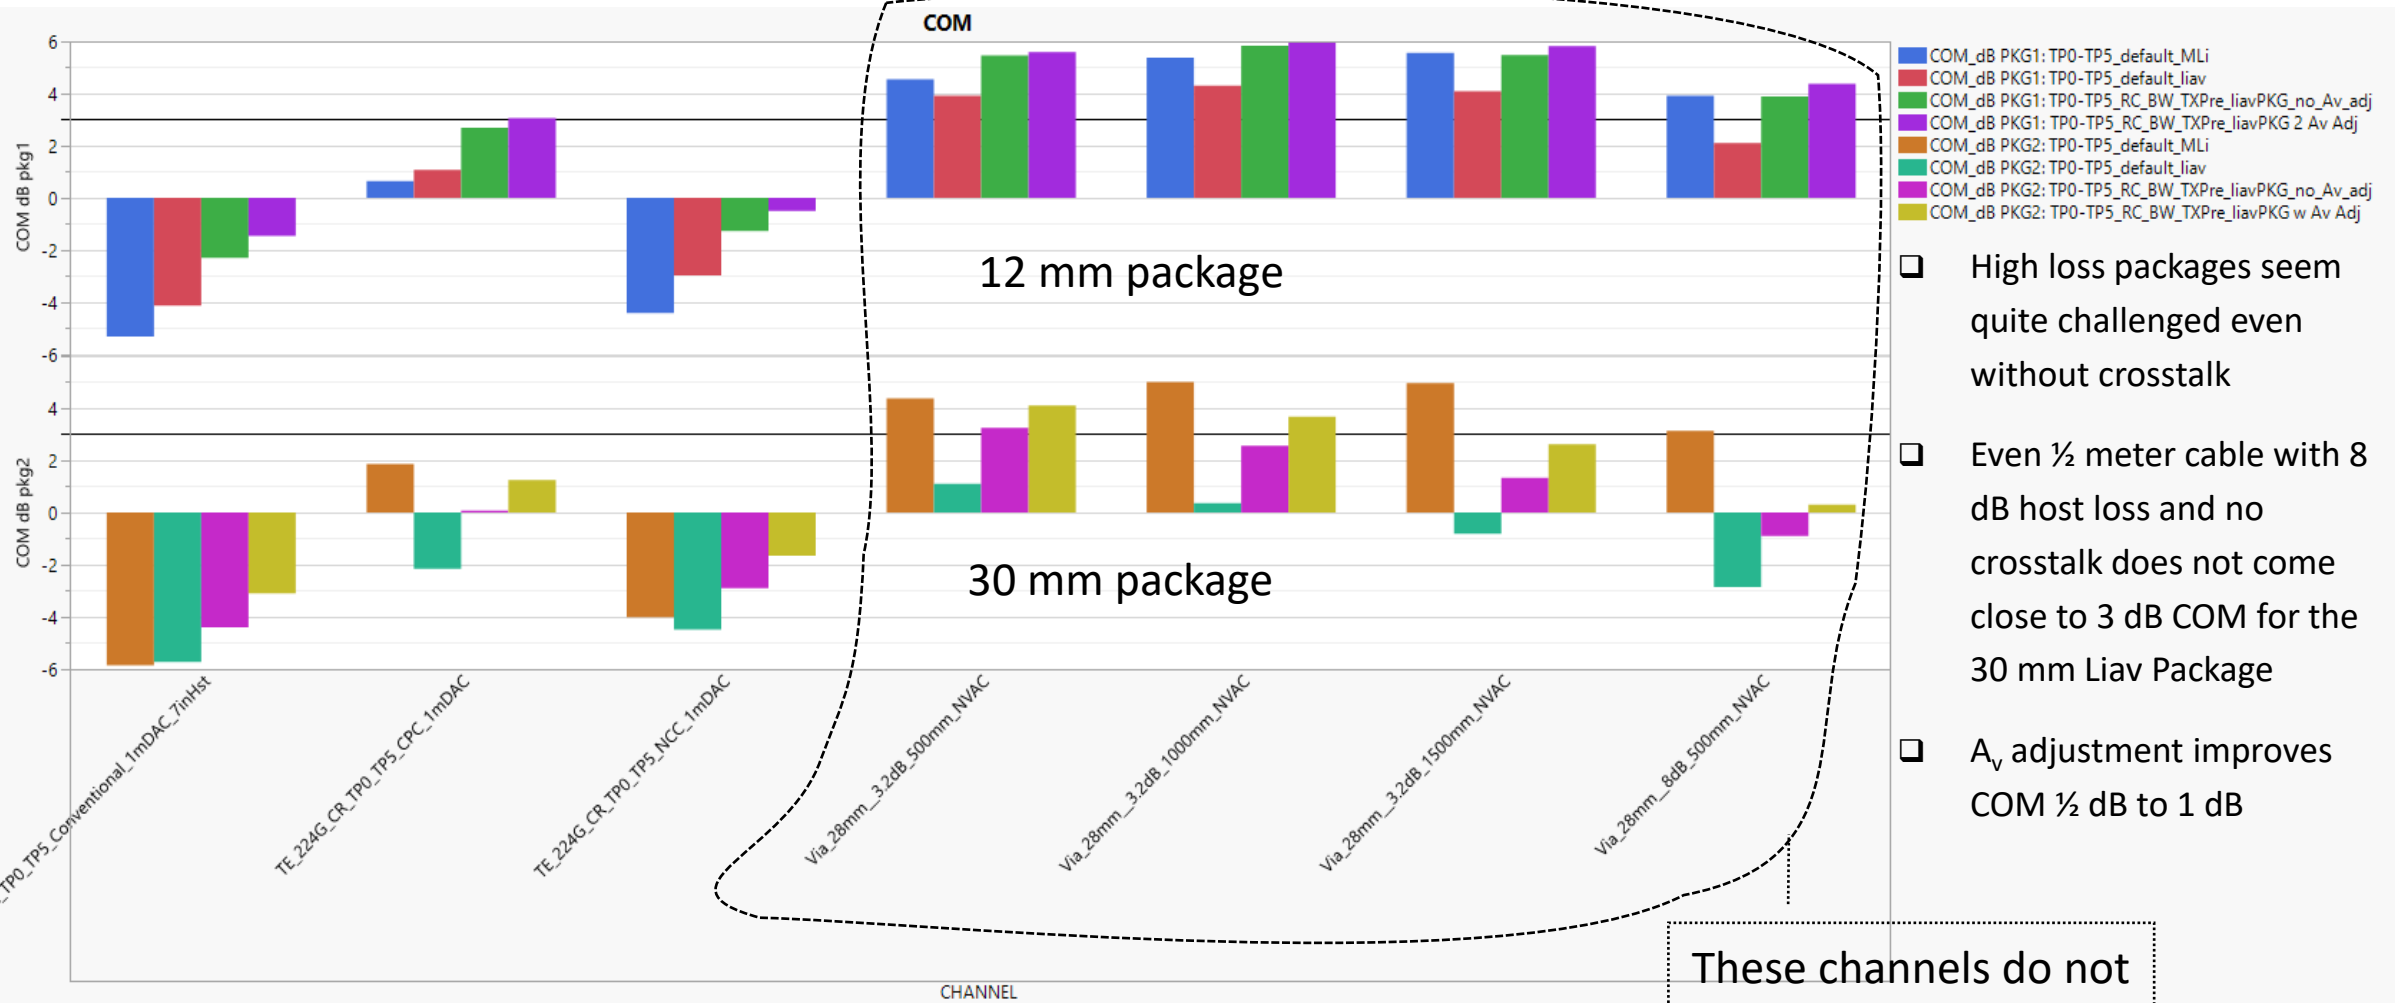 COM
6
4
2
0
-2
-4
-6
COM dB pkg1
4
2
0
-2
-4
-6
COM dB pkg2
12 mm package
30 mm package
_TP0_TP5_Conventional_1mDAC_7inHst
TE_224G_CR_TP0_TP5_CPC_1mDAC
TE_224G_CR_TP0_TP5_NCC_1mDAC
Via_28mm__3.2dB_500mm_NVAC
Via_28mm__3.2dB_1000mm_NVAC
Via_28mm__3.2dB_1500mm_NVAC
Via_28mm__8dB_500mm_NVAC
CHANNEL
COM_dB PKG1: TP0-TP5_default_MLi
COM_dB PKG1: TP0-TP5_default_liav
COM_dB PKG1: TP0-TP5_RC_BW_TXPre_liavPKG_no_Av_adj
COM_dB PKG1: TP0-TP5_RC_BW_TXPre_liavPKG 2 Av Adj
COM_dB PKG2: TP0-TP5_default_MLi
COM_dB PKG2: TP0-TP5_default_liav
COM_dB PKG2: TP0-TP5_RC_BW_TXPre_liavPKG_no_Av_adj
COM_dB PKG2: TP0-TP5_RC_BW_TXPre_liavPKG w Av Adj
High loss packages seem
quite challenged even
without crosstalk
Even ½ meter cable with 8
dB host loss and no
crosstalk does not come
close to 3 dB COM for the
30 mm Liav Package
Av adjustment improves
COM ½ dB to 1 dB
These channels do not